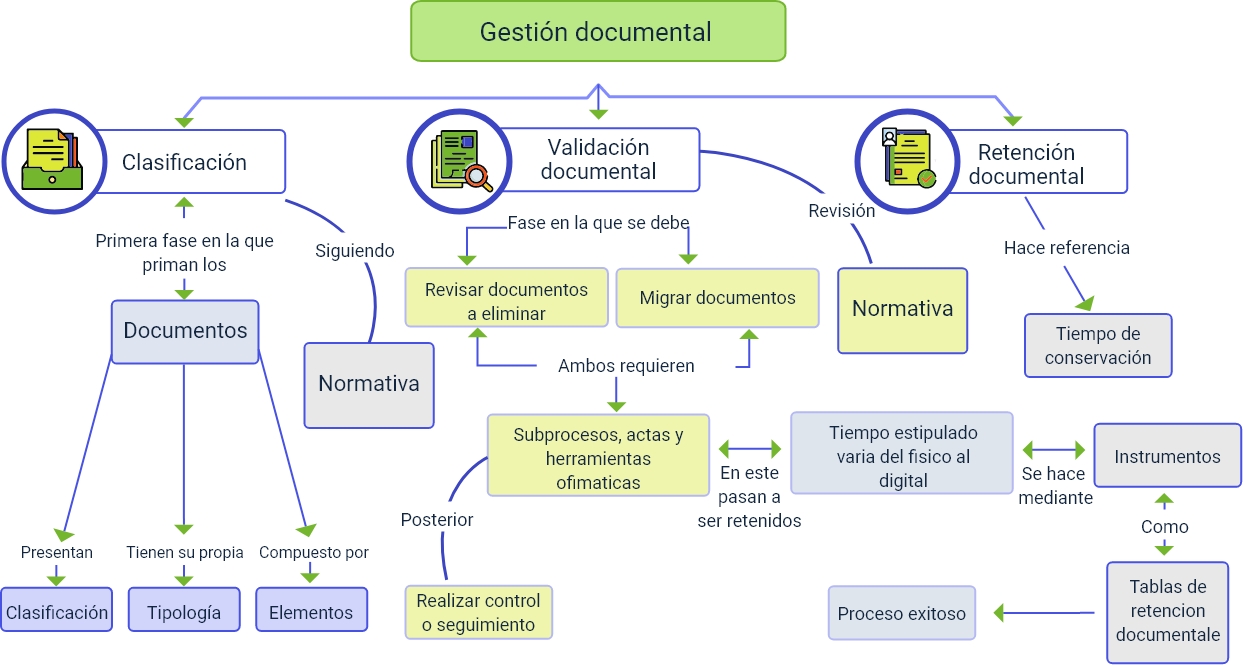 Gestión documental
Clasificación
Validación
documental
Retención
documental
Primera fase en la que
priman los
Siguiendo
Fase en la que se debe
Revisión
Hace referencia
Documentos
Normativa
Revisar documentos
a eliminar
Migrar documentos
Normativa
Tiempo de
conservación
Ambos requieren
Subprocesos, actas y
herramientas
ofimaticas
En este
pasan a
ser retenidos
Tiempo estipulado
varia del fisico al
digital
Se hace
mediante
Instrumentos
Como
Posterior
Presentan
Tienen su propia
Compuesto por
Clasificación
Tipología
Elementos
Realizar control
o seguimiento
Proceso exitoso
Tablas de
retencion
documentale